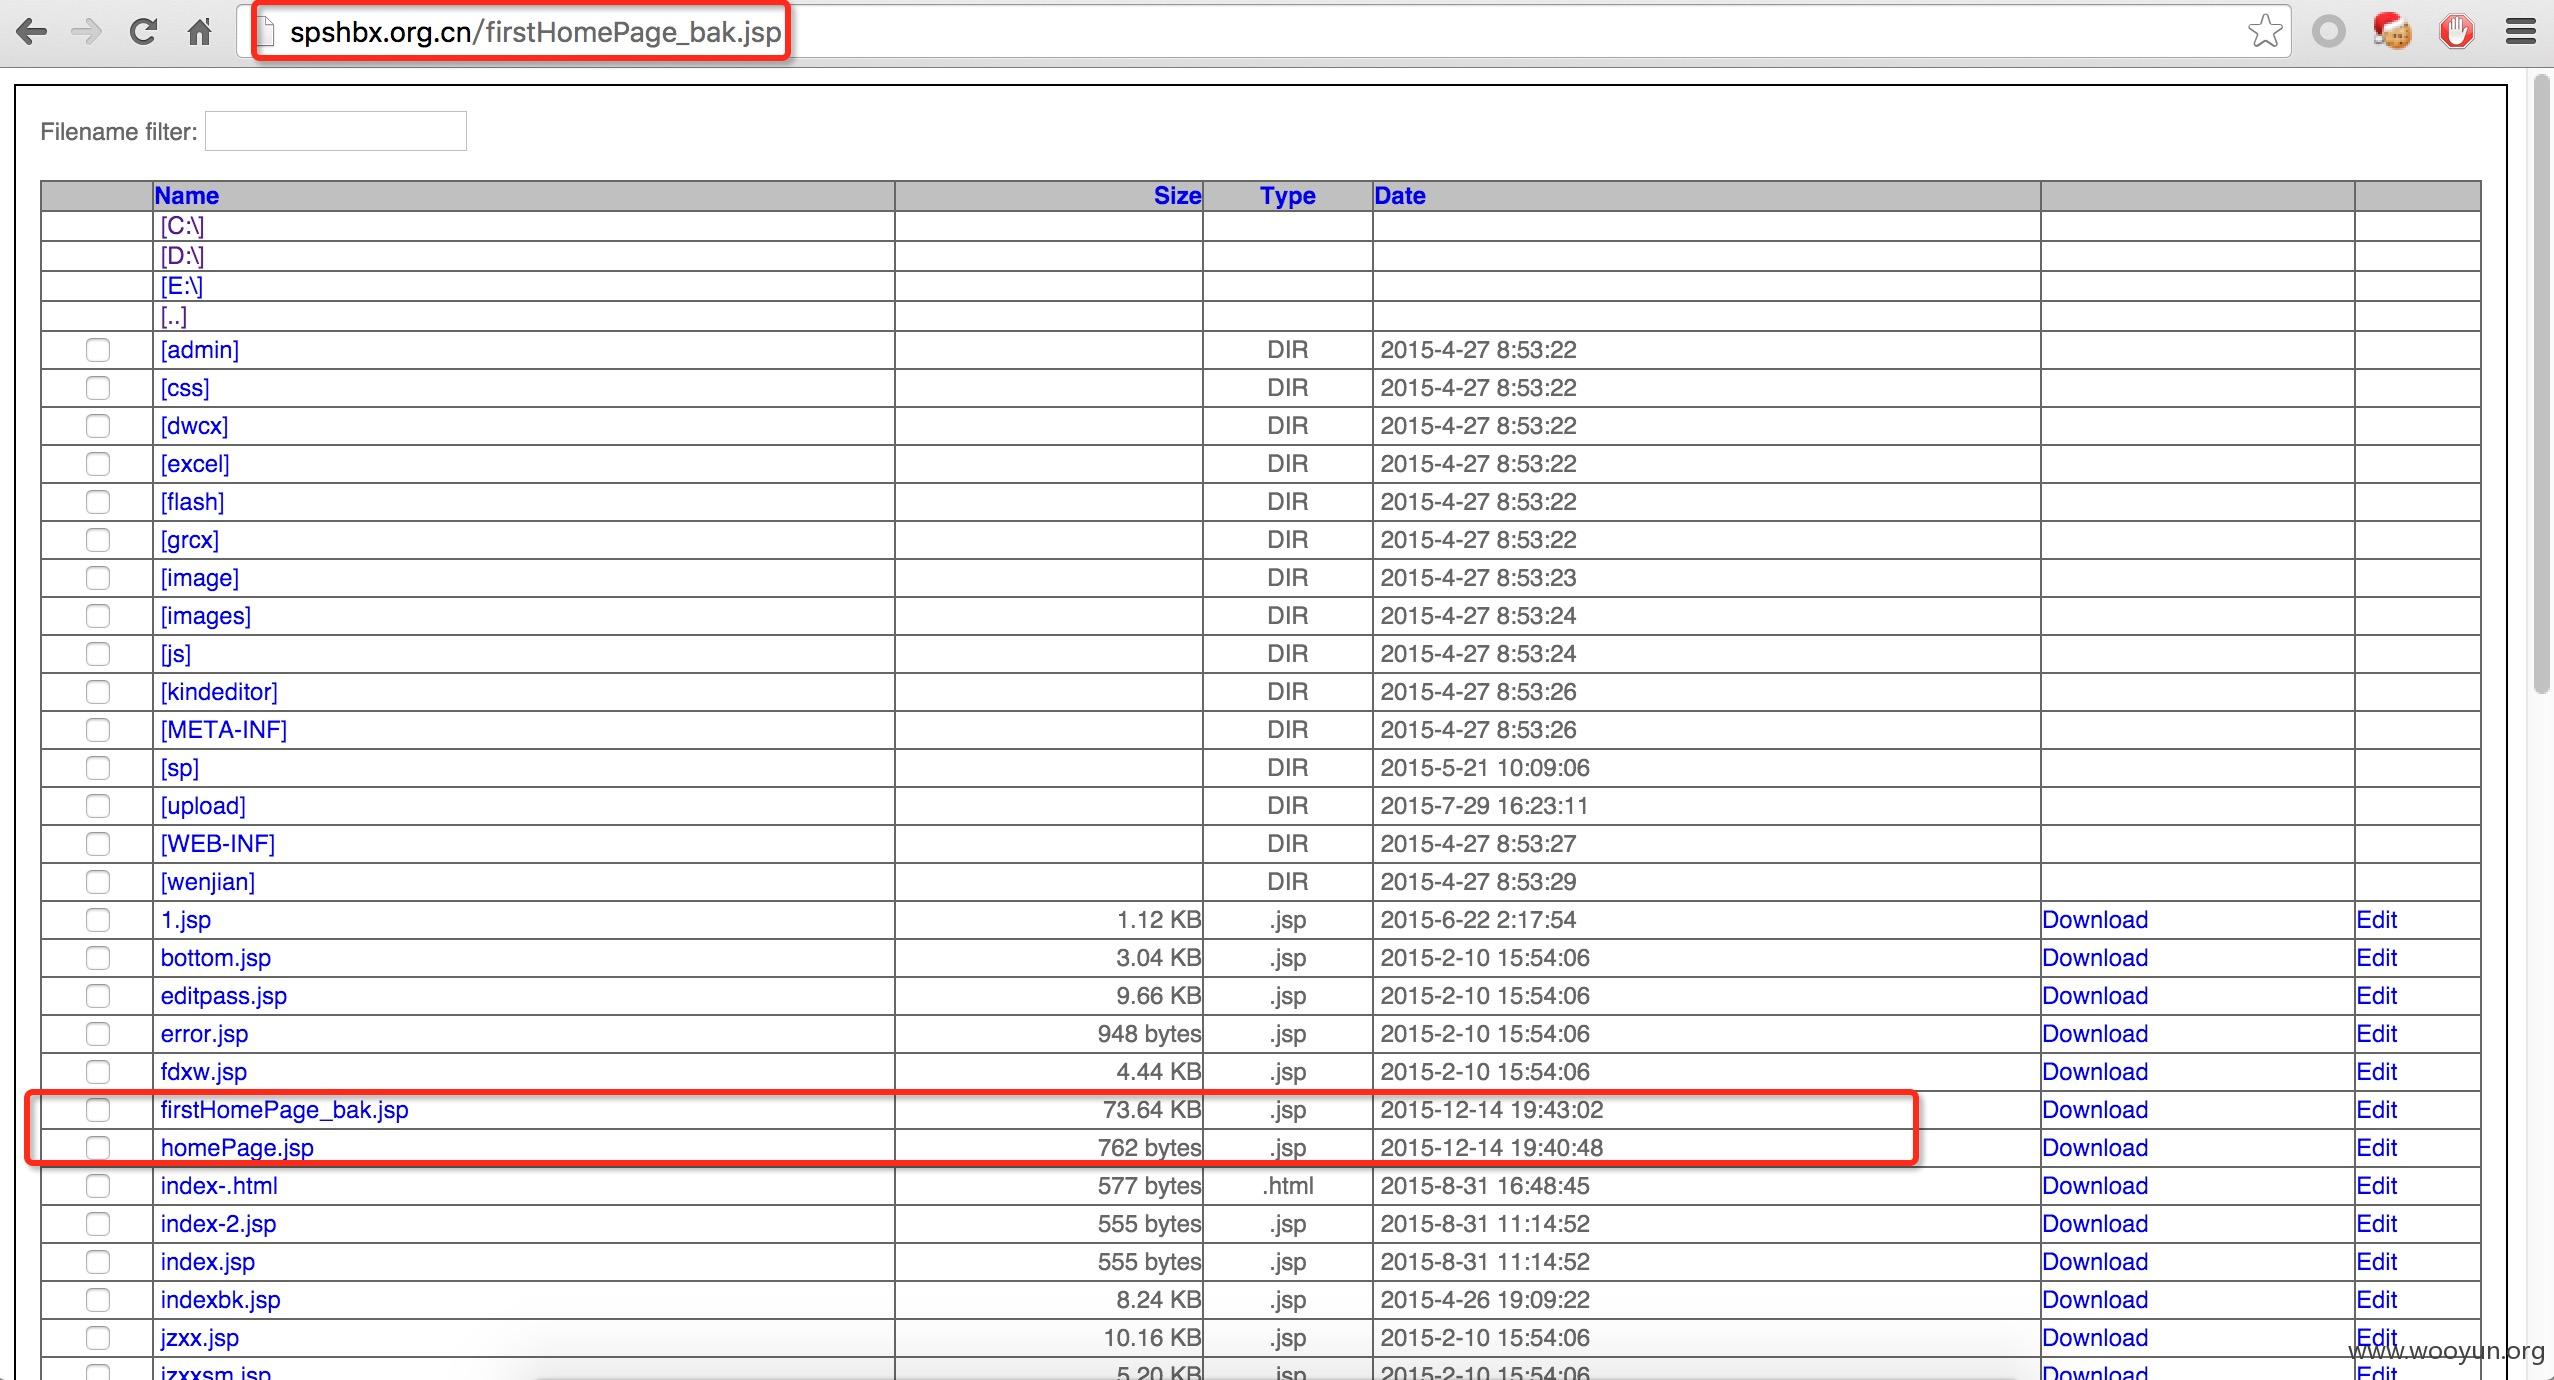 spshbx.org.cn/firstHomePage_bak.jsp
Filename filter:
Name Size Type Date
[C:\]
[D:\]
[E:\]
[..]
[admin] DIR 2015-4-27 8:53:22
[css] DIR 2015-4-27 8:53:22
[dwcx] DIR 2015-4-27 8:53:22
[excel] DIR 2015-4-27 8:53:22
[flash] DIR 2015-4-27 8:53:22
[grcx] DIR 2015-4-27 8:53:22
[image] DIR 2015-4-27 8:53:23
[images] DIR 2015-4-27 8:53:24
[js] DIR 2015-4-27 8:53:24
[kindeditor] DIR 2015-4-27 8:53:26
[META-INF] DIR 2015-4-27 8:53:26
[sp] DIR 2015-5-21 10:09:06
[upload] DIR 2015-7-29 16:23:11
[WEB-INF] DIR 2015-4-27 8:53:27
[wenjian] DIR 2015-4-27 8:53:29
1.jsp 1.12 KB .jsp 2015-6-22 2:17:54 Download Edit
bottom.jsp 3.04 KB .jsp 2015-2-10 15:54:06 Download Edit
editpass.jsp 9.66 KB .jsp 2015-2-10 15:54:06 Download Edit
error.jsp 948 bytes .jsp 2015-2-10 15:54:06 Download Edit
fdxw.jsp 4.44 KB .jsp 2015-2-10 15:54:06 Download Edit
firstHomePage_bak.jsp 73.64 KB .jsp 2015-12-14 19:43:02 Download Edit
homePage.jsp 762 bytes .jsp 2015-12-14 19:40:48 Download Edit
index-.html 577 bytes .html 2015-8-31 16:48:45 Download Edit
index-2.jsp 555 bytes .jsp 2015-8-31 11:14:52 Download Edit
index.jsp 555 bytes .jsp 2015-8-31 11:14:52 Download Edit
indexbk.jsp 8.24 KB .jsp 2015-4-26 19:09:22 Download Edit
jzxx.jsp 10.16 KB .jsp 2015-2-10 15:54:06 Download Edit
www.wooyun.org
jzxxsm.jsp 5.20 KB .jsp 2015-2-10 15:54:06 Download Edit